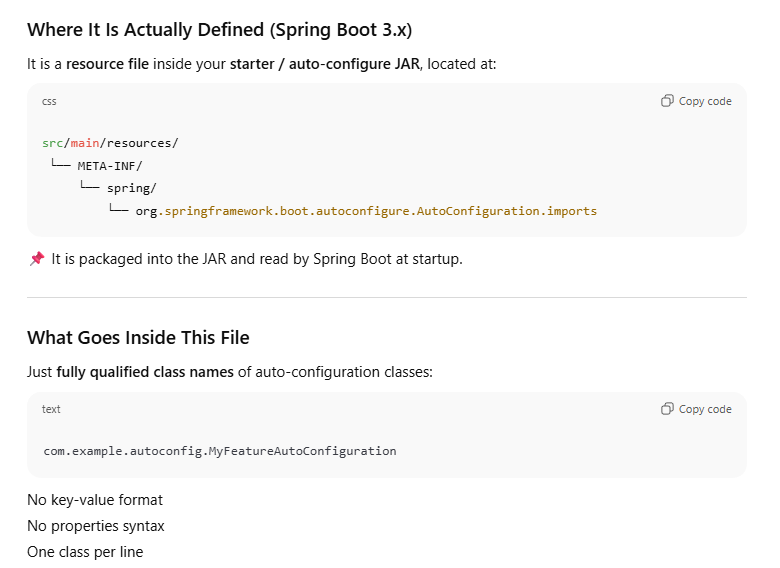 Where It Is Actually Defined (Spring Boot 3.x)
It is a resource file inside your starter / auto-configure JAR, located at:
css
Copy code
src/main/resources/
└── META-INF/
└── spring/
└── org.springframework.boot.autoconfigure.AutoConfiguration.imports
📌 It is packaged into the JAR and read by Spring Boot at startup.
What Goes Inside This File
Just fully qualified class names of auto-configuration classes:
text
Copy code
com.example.autoconfig.MyFeatureAutoConfiguration
No key-value format
No properties syntax
One class per line